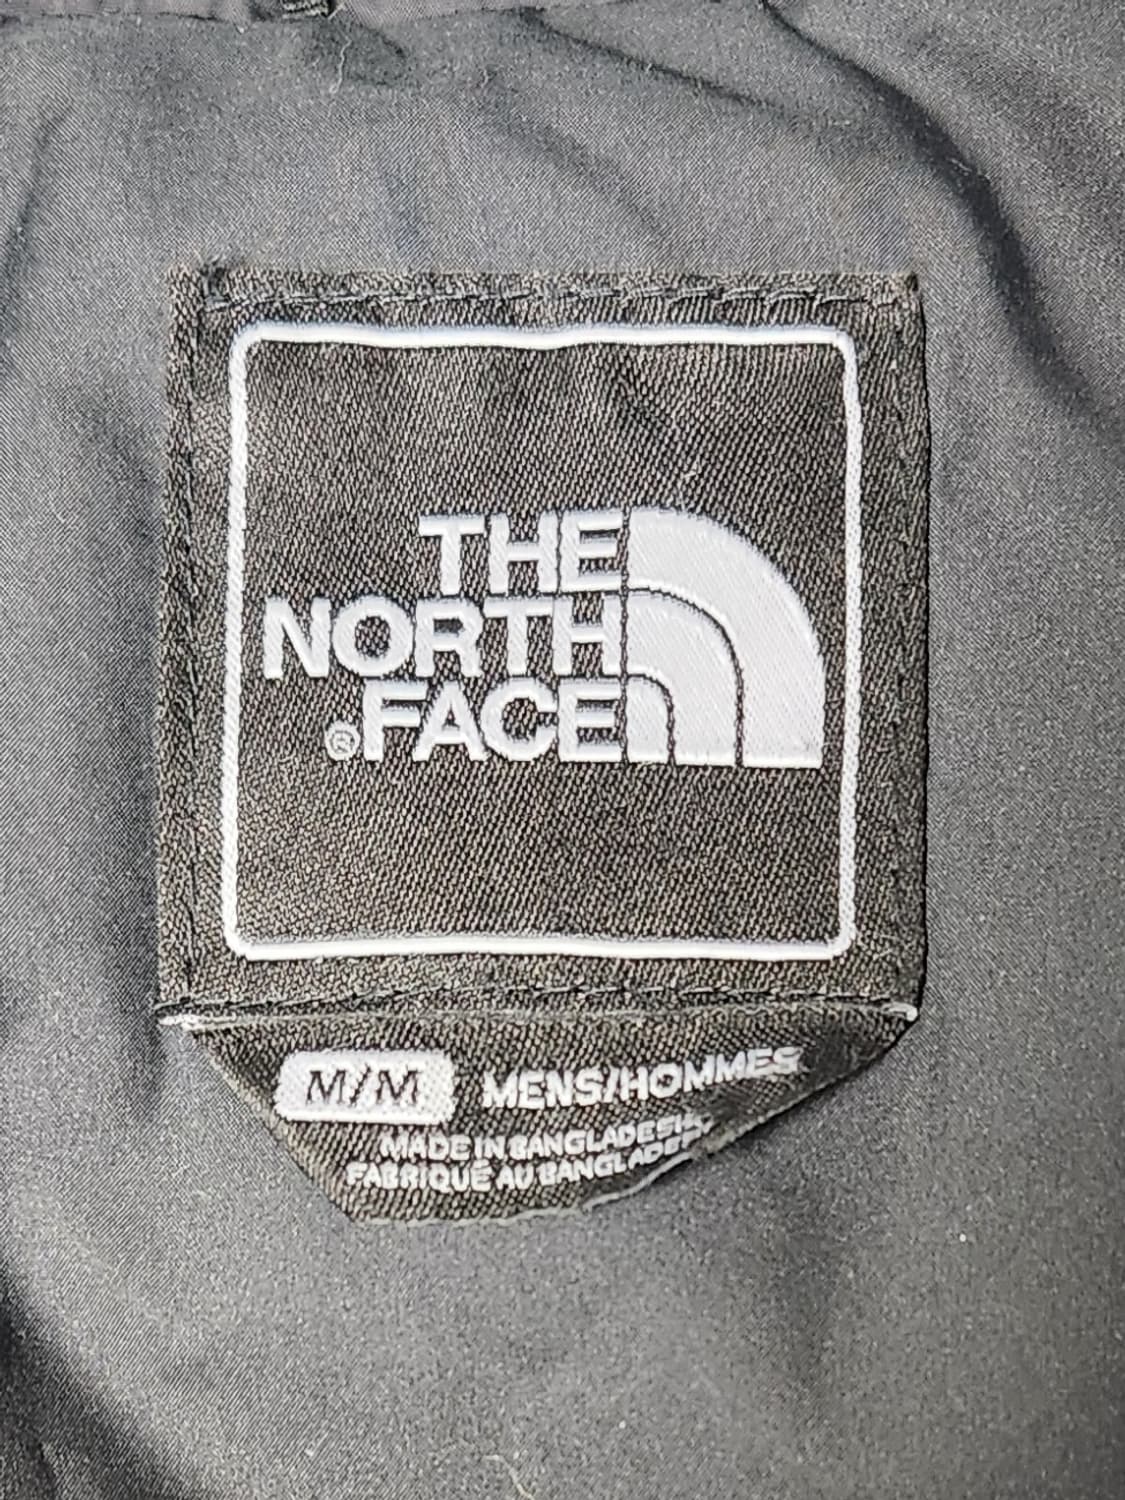 THE
NORTH
®FACE
M/M MENS/HOMMES
MADE IN BANGLADESH
FABRIQUÉ AU BANGLADESH